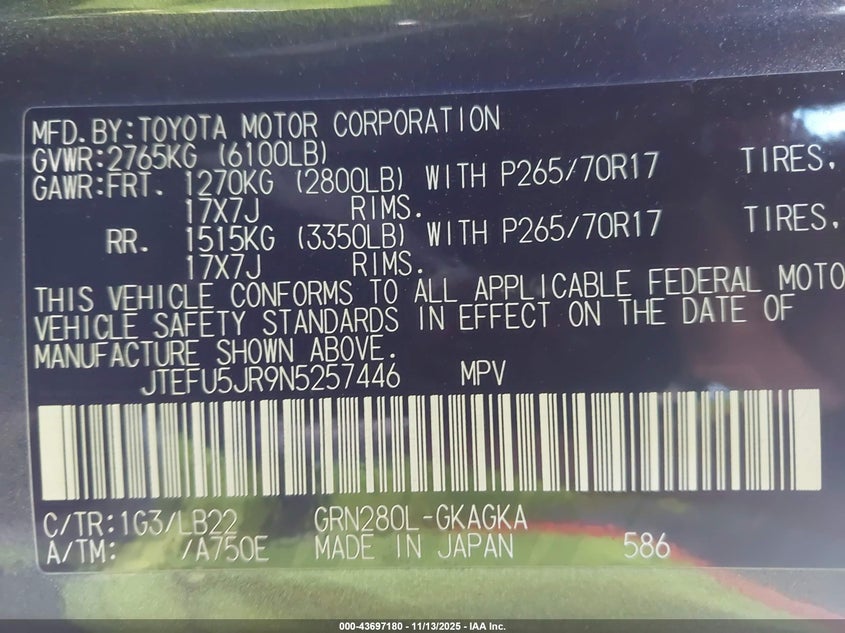 MFD.BY:TOYOTA MOTOR CORPORATION
GVWR:2765KG (6100LB)
GAWR:FRT. 1270KG (2800LB) WITH P265/70R17 TIRES,
17X7J RIMS.
RR. 1515KG (3350LB) WITH P265/70R17 TIRES,
17X7J RIMS.
THIS VEHICLE CONFORMS TO ALL APPLICABLE FEDERAL MOTO
VEHICLE SAFETY STANDARDS IN EFFECT ON THE DATE OF
MANUFACTURE SHOWN ABOVE.
JTEFU5JR9N5257446 MPV
C/TR:1G3/LB22 GRN280L-GKAGKA
A/TM: /A750E MADE IN JAPAN 586
000-43697180 - 11/13/2025 - IAA Inc.